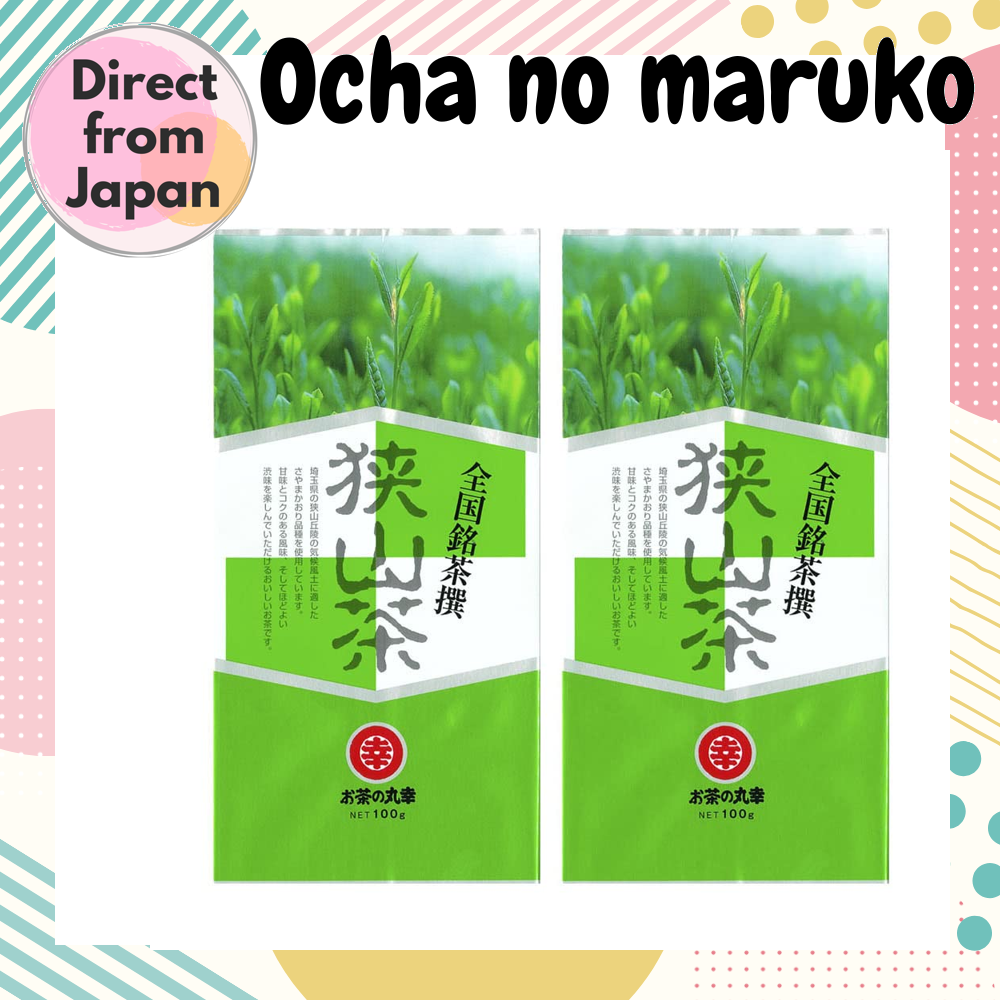 Direct
from
Japan
Ocha no maruko
全国銘茶撰
狭山茶
埼玉県の狭山丘陵の気候風土に適した
さやまかおり品種を使用しています。
甘味とコクのある風味 そしてほどよい
渋味を楽しんでいただけるおいしいお茶です。
幸
お茶の丸幸
NET 100g
全国銘茶撰
狭山茶
埼玉県の狭山丘陵の気候風土に適した
さやまかおり品種を使用しています。
甘味とコクのある風味 そしてほどよい
渋味を楽しんでいただけるおいしいお茶です。
幸
お茶の丸幸
NET 100g